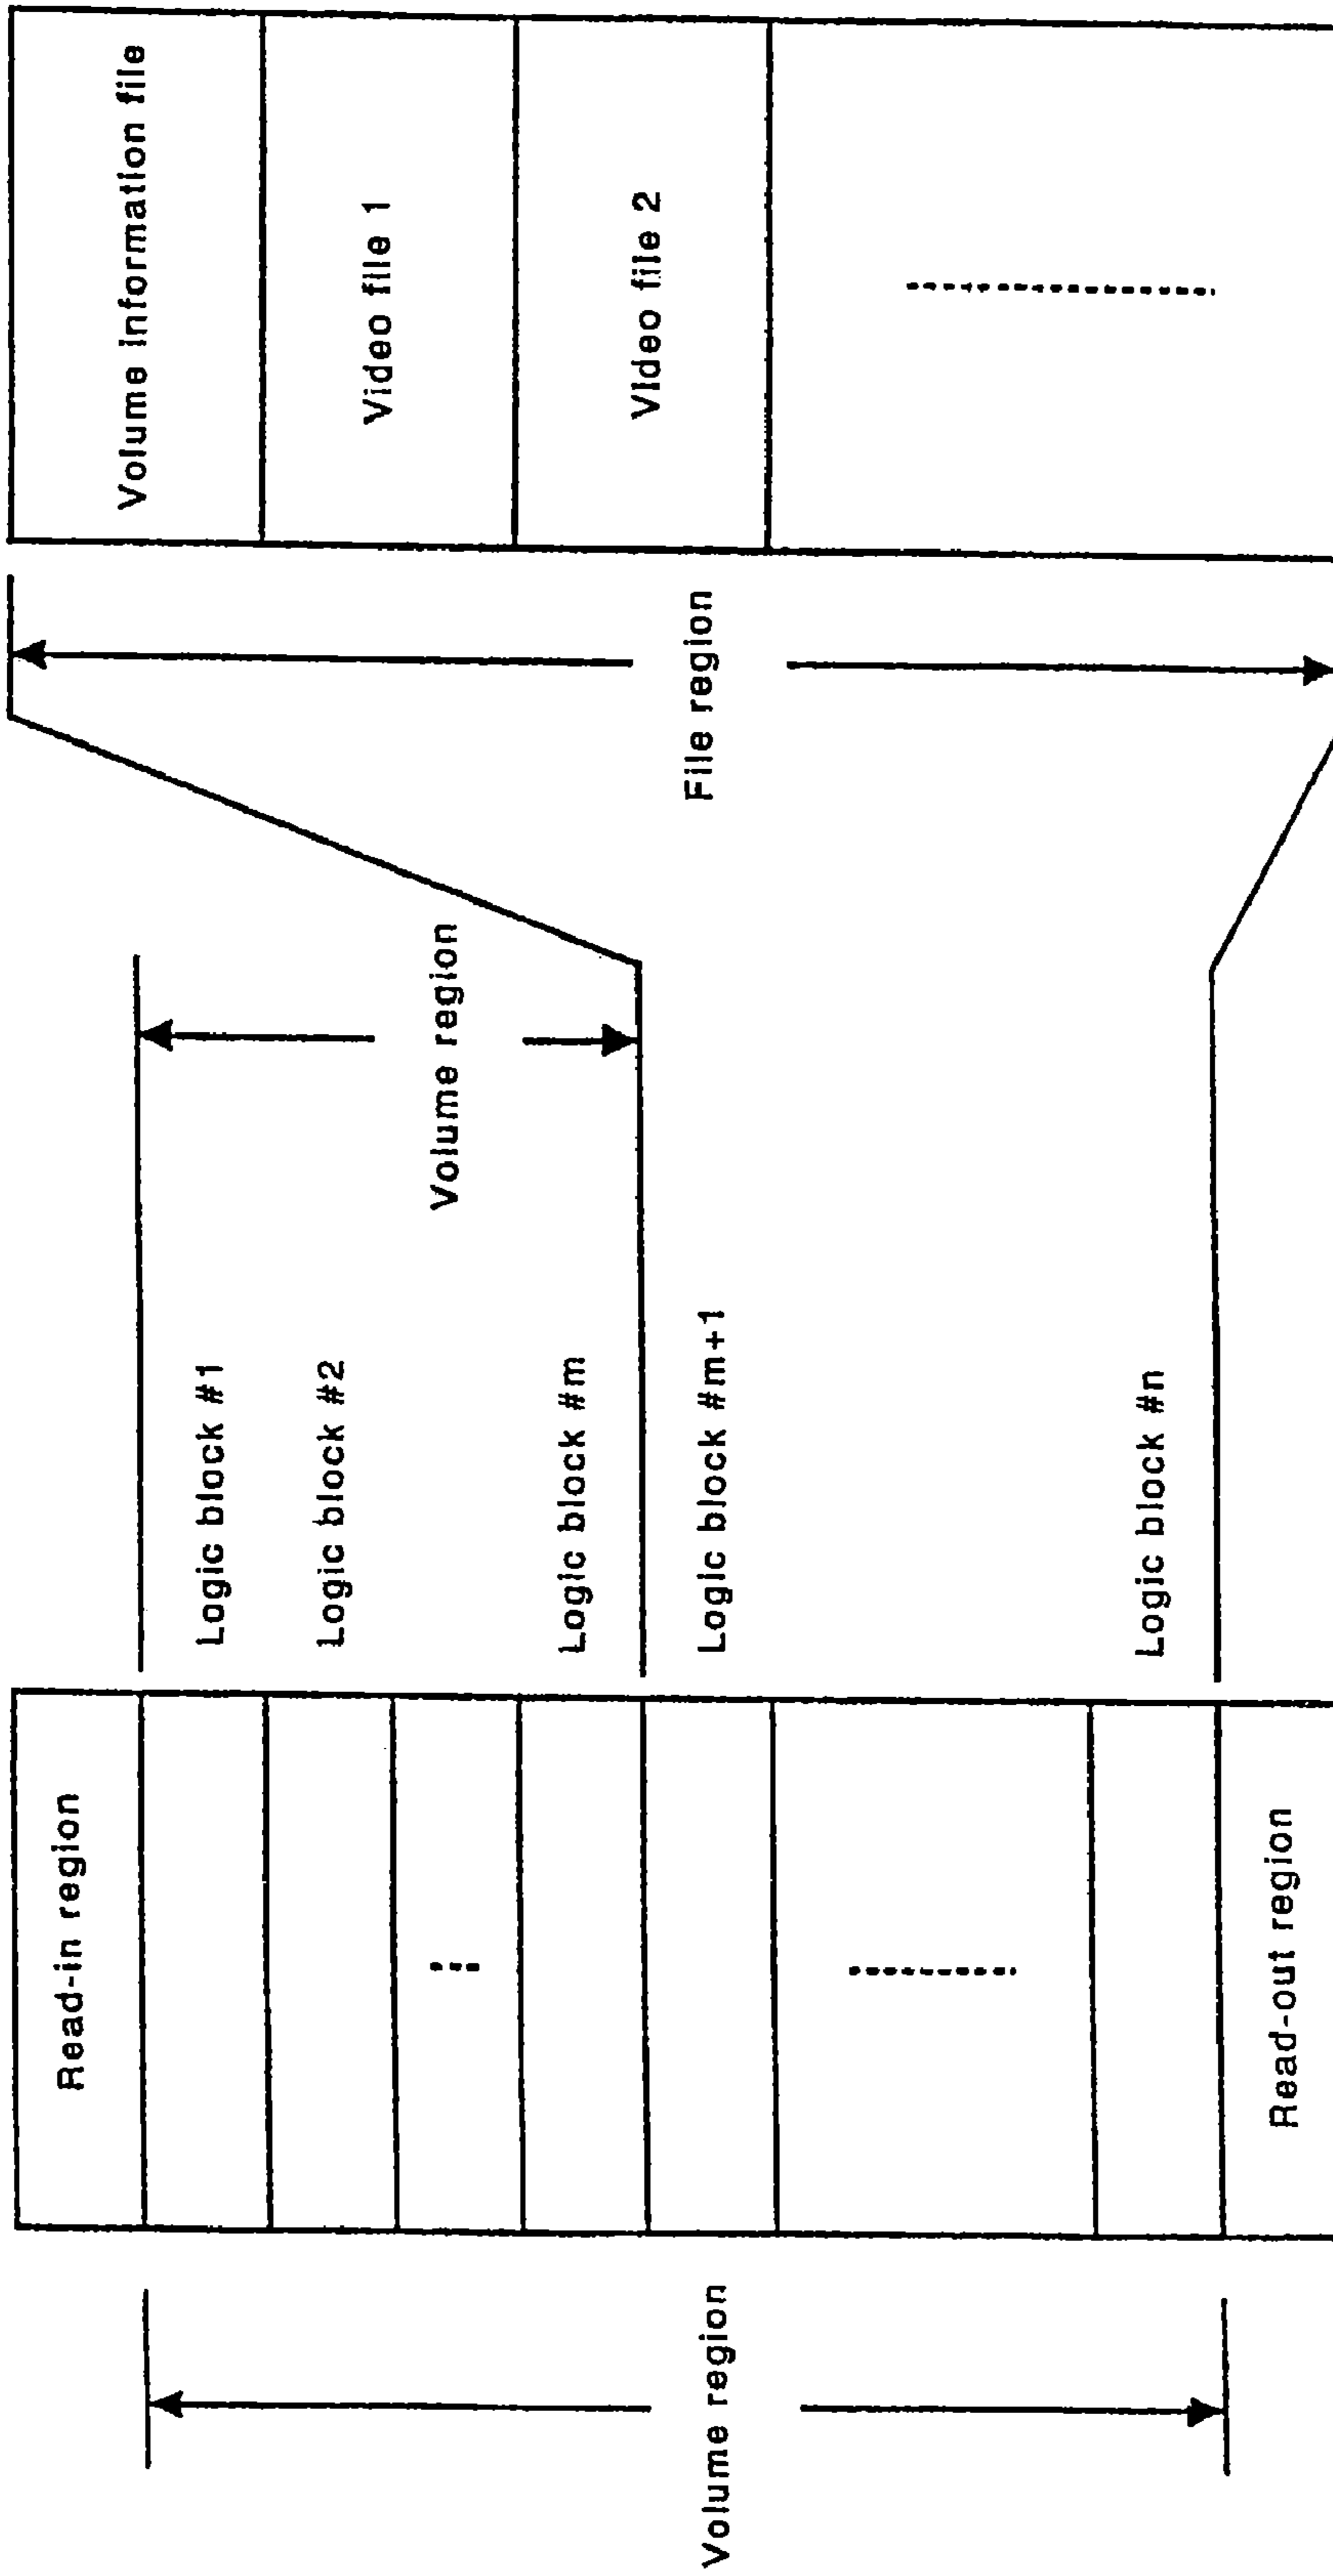 Volume region
Read-in region
Read-out region
Logic block #1
Logic block #2
Logic block #m
Logic block #m+1
Logic block #n
Volume region
File region
Volume information file
Video file 1
Video file 2